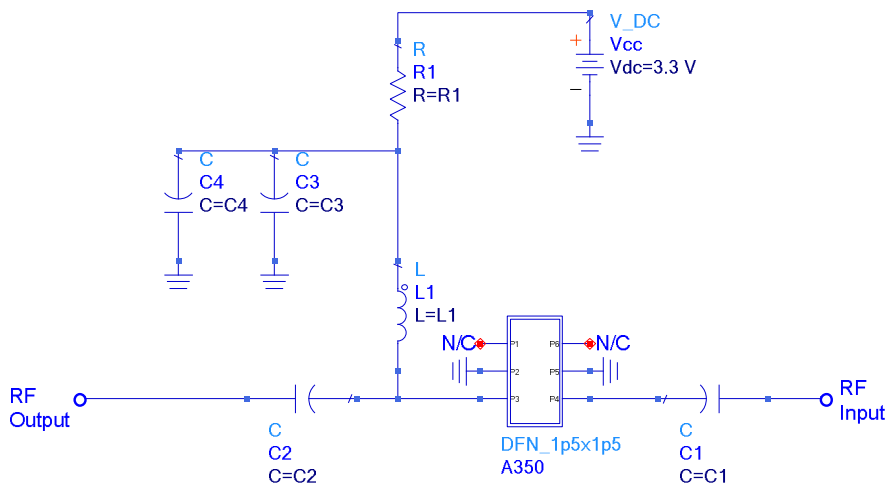 V_DC
Vcc
Vdc=3.3 V
+
−
R
R1
R=R1
C
C4
C=C4
C
C3
C=C3
L
L1
L=L1
N/C
P1
P6
N/C
P2
P5
P3
P4
RF
Output
RF
Input
C
C2
C=C2
DFN_1p5x1p5
A350
C
C1
C=C1